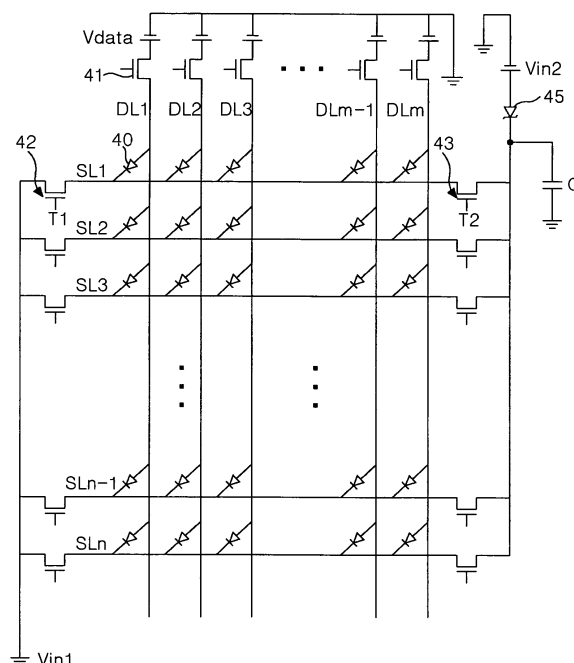 Vdata
Vin2
41
45
DL1 DL2 DL3 DLm-1 DLm
42
40
43
SL1
T1
T2
SL2
SL3
SLn-1
SLn
Vin1